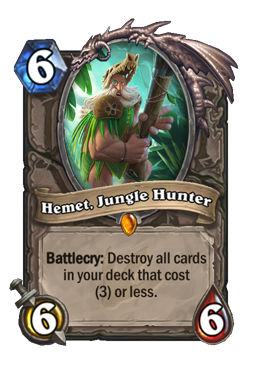 6
Hemet, Jungle Hunter
Battlecry: Destroy all cards
in your deck that cost
(3) or less.
6
6